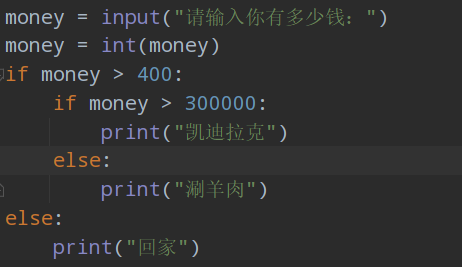 money = input("请输入你有多少钱：")
money = int(money)
if money > 400:
    if money > 300000:
        print("凯迪拉克")
    else:
        print("涮羊肉")
else:
    print("回家")